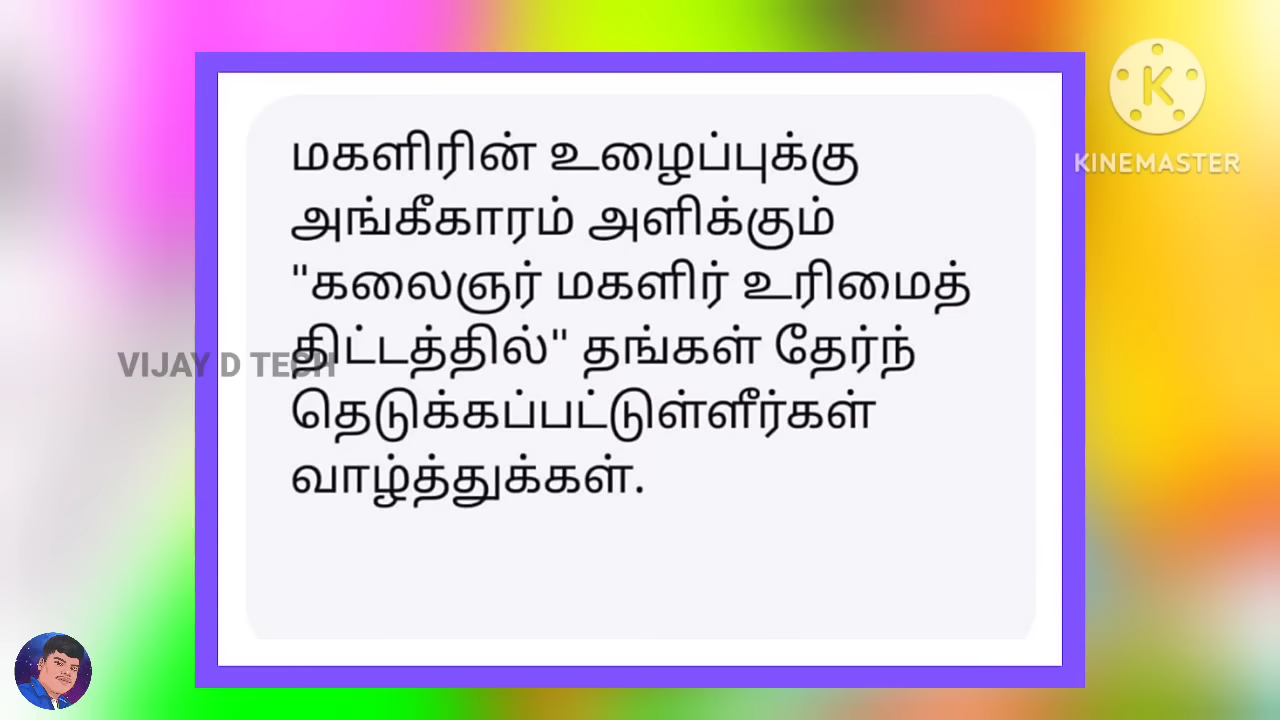 மகளிரின் உழைப்புக்கு
அங்கீகாரம் அளிக்கும்
"கலைஞர் மகளிர் உரிமைத்
திட்டத்தில்" தங்கள் தேர்ந்
தெடுக்கப்பட்டுள்ளீர்கள்
வாழ்த்துக்கள்.
VIJAY D TECH
K
KINEMASTER